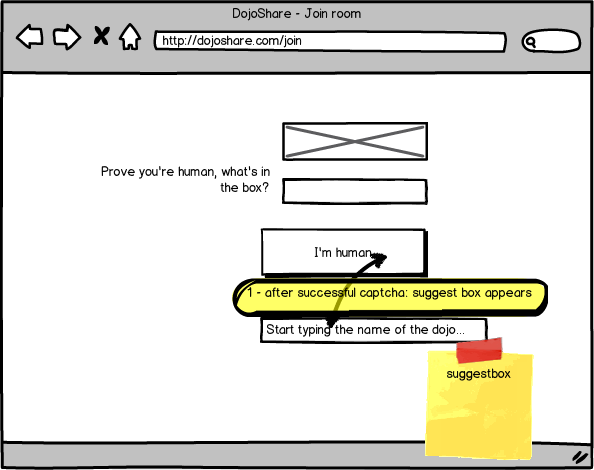 DojoShare - Join room
http://dojoshare.com/join
Prove you're human, what's in
the box?
I'm human
1 - after successful captcha: suggest box appears
Start typing the name of the dojo...
suggestbox